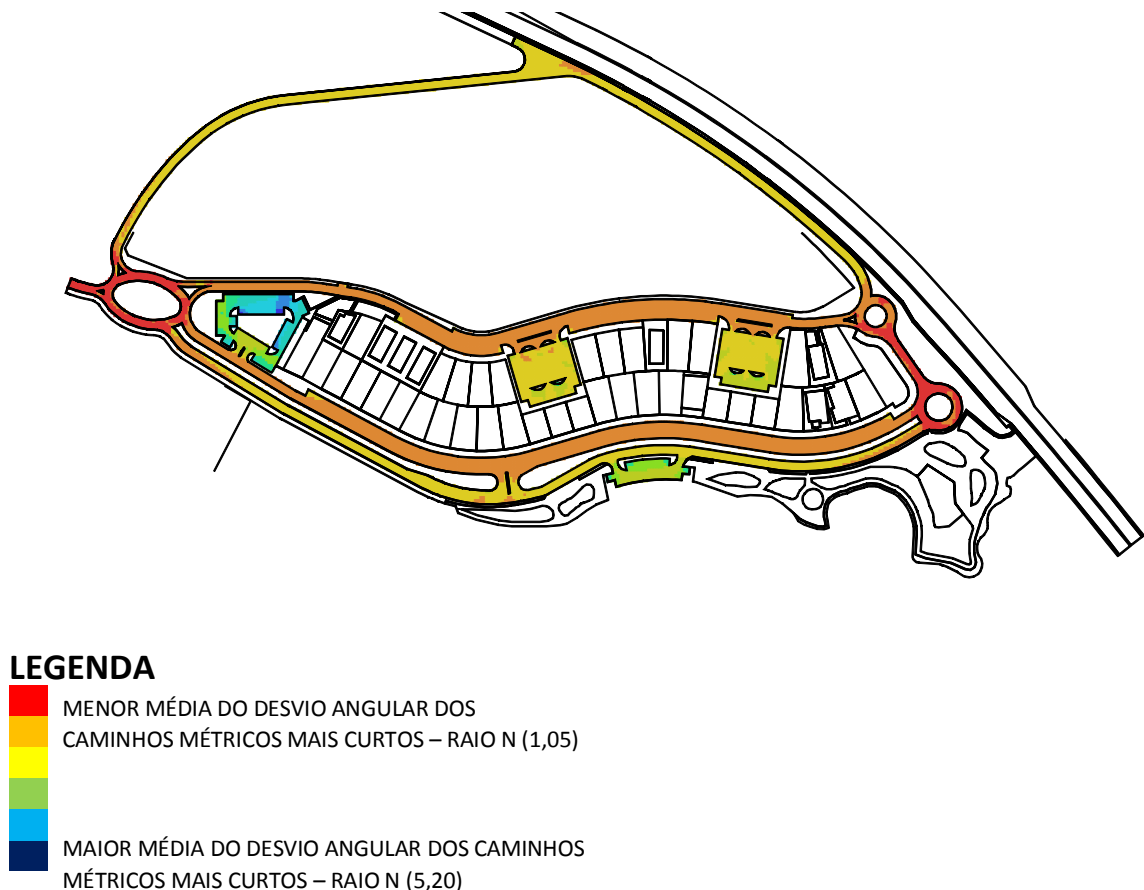 LEGENDA
MENOR MÉDIA DO DESVIO ANGULAR DOS
CAMINHOS MÉTRICOS MAIS CURTOS – RAIO N (1,05)
MAIOR MÉDIA DO DESVIO ANGULAR DOS CAMINHOS
MÉTRICOS MAIS CURTOS – RAIO N (5,20)